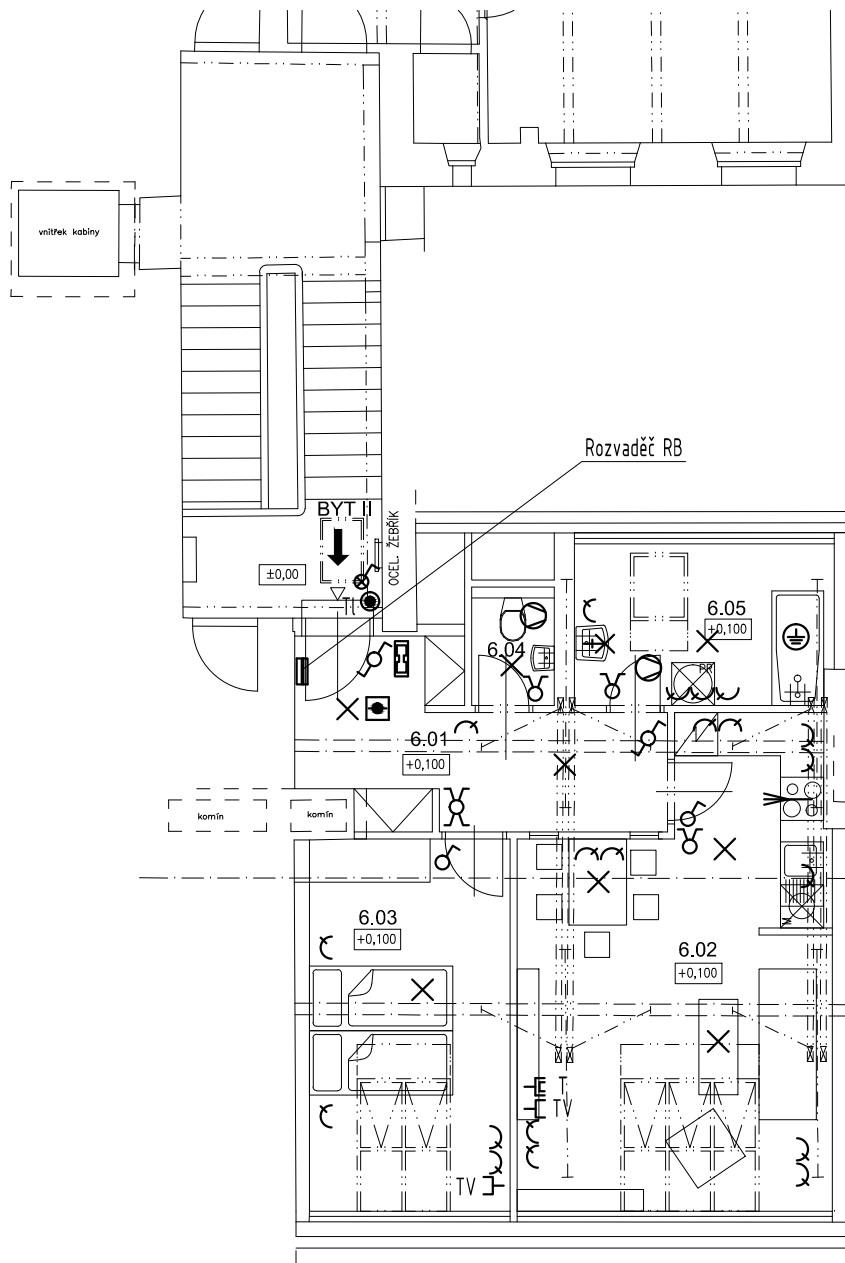 vnitřek kabiny
Rozvaděč RB
BYT II
OCEL. ŽEBŘÍK
±0,00
6.05
+0,100
6.04
PR
6.01
+0,100
komín
komín
6.03
+0,100
6.02
+0,100
M
T
TV
TV